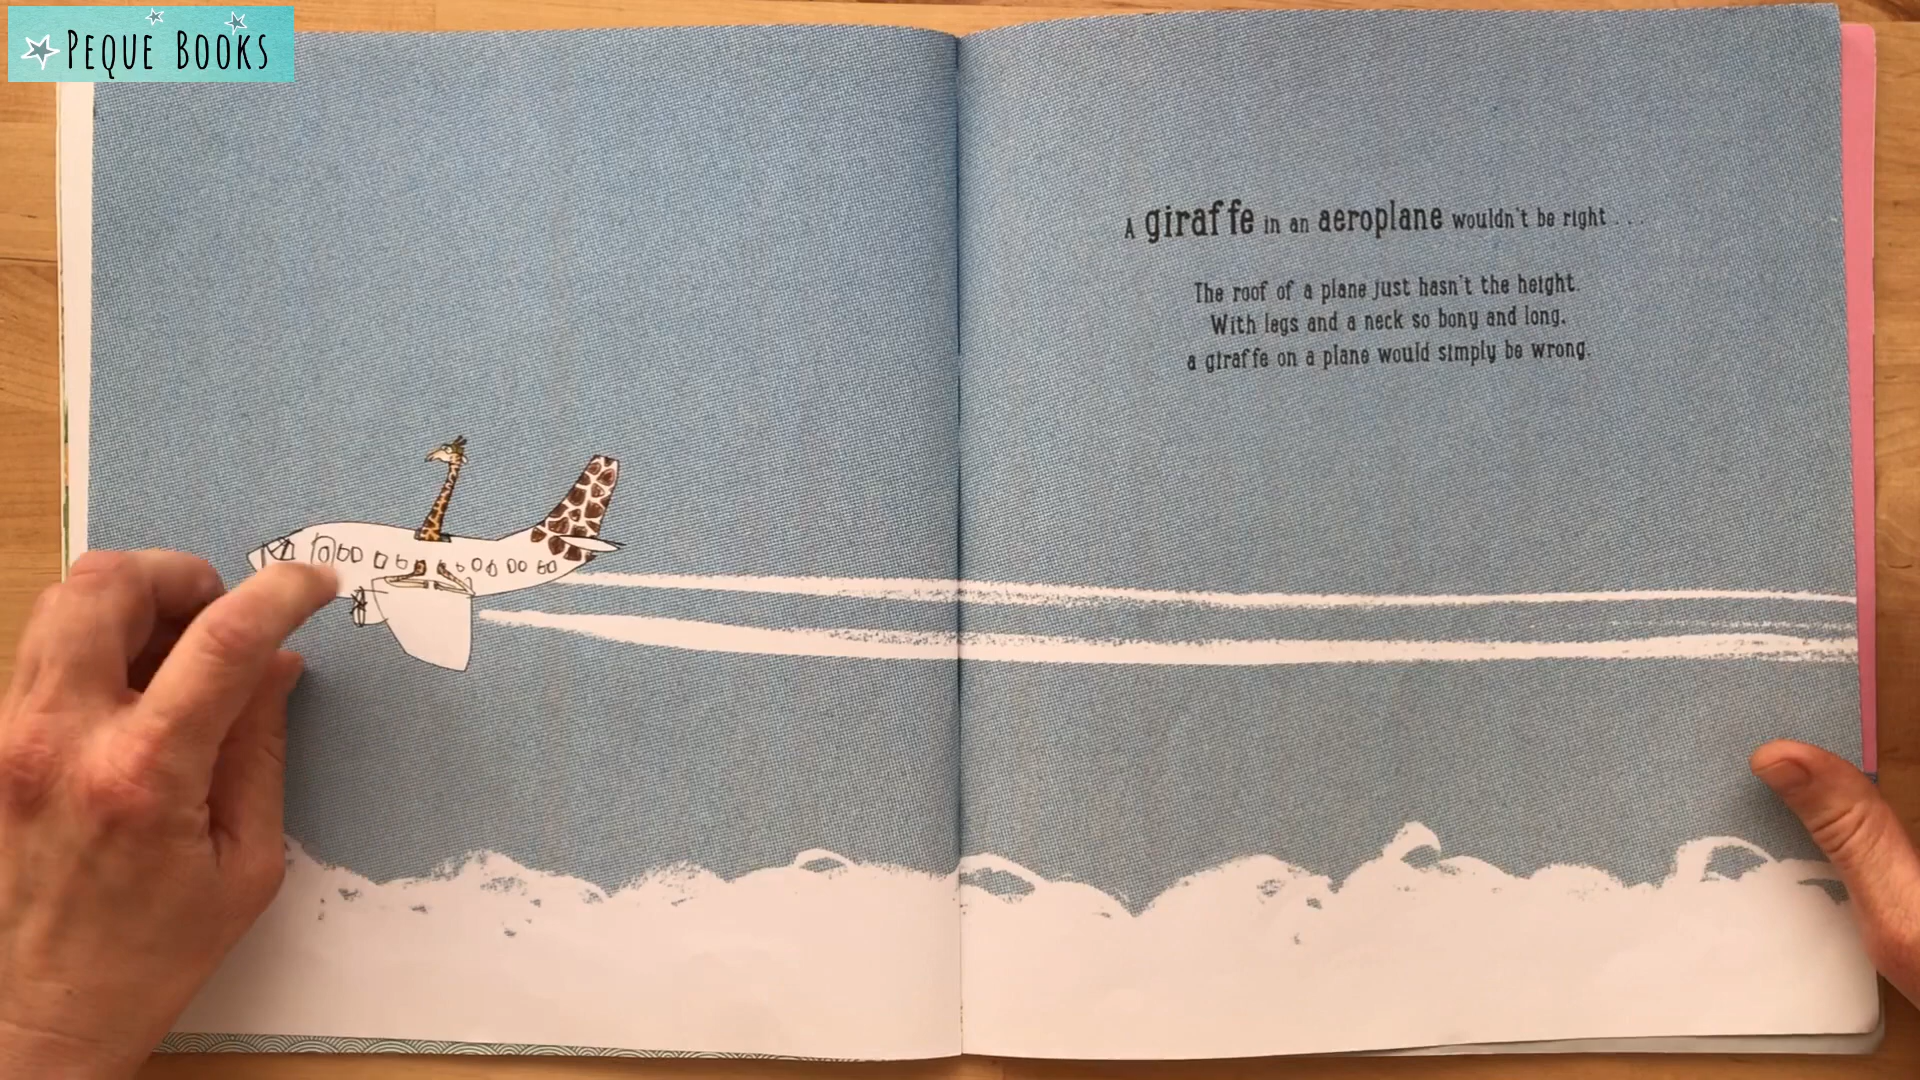 PEQUE BOOKS
A giraffe in an aeroplane wouldn't be right . . .
The roof of a plane just hasn't the height.
With legs and a neck so bony and long,
a giraffe on a plane would simply be wrong.